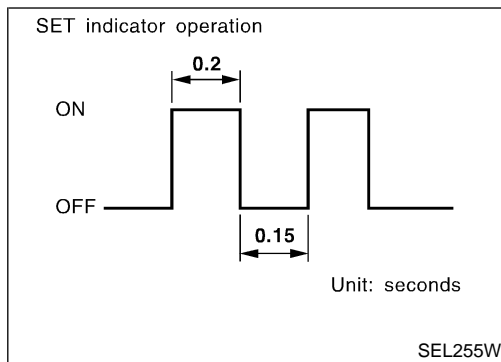 SET indicator operation
0.2
ON
OFF
0.15
Unit: seconds
SEL255W